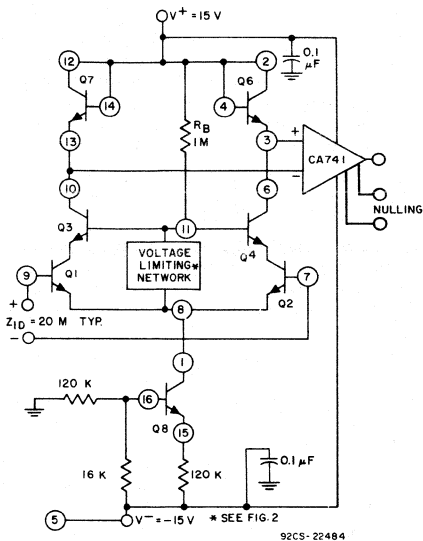 V+ = 15 V
12
2
0.1 μF
Q7
Q6
14
4
RB
1M
13
3
+
CA741
−
10
6
NULLING
Q3
11
Q4
VOLTAGE LIMITING* NETWORK
9
Q1
7
Q2
+
8
ZID = 20 M TYP.
−
1
120 K
16
Q8
15
16 K
120 K
0.1 μF
5
V− = −15V
* SEE FIG. 2
92CS-22484